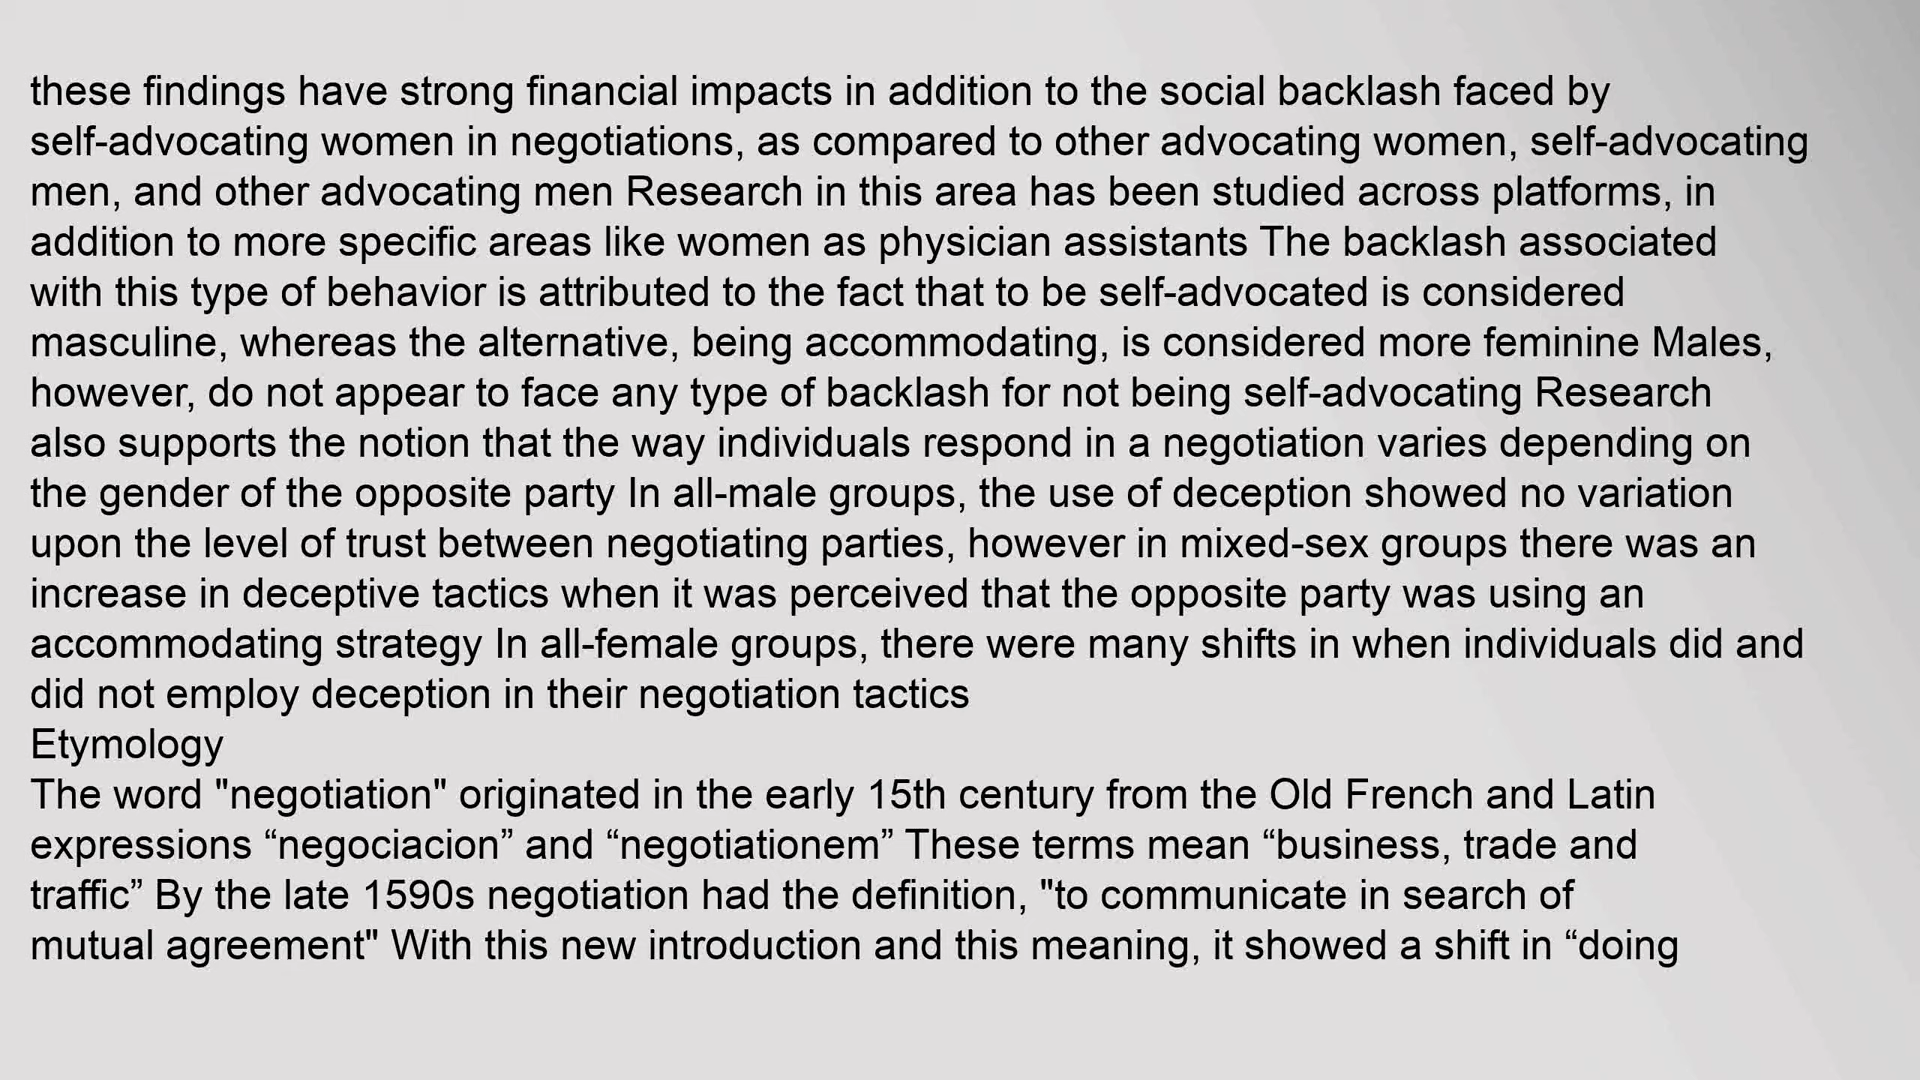 these findings have strong financial impacts in addition to the social backlash faced by
self-advocating women in negotiations, as compared to other advocating women, self-advocating
men, and other advocating men Research in this area has been studied across platforms, in
addition to more specific areas like women as physician assistants The backlash associated
with this type of behavior is attributed to the fact that to be self-advocated is considered
masculine, whereas the alternative, being accommodating, is considered more feminine Males,
however, do not appear to face any type of backlash for not being self-advocating Research
also supports the notion that the way individuals respond in a negotiation varies depending on
the gender of the opposite party In all-male groups, the use of deception showed no variation
upon the level of trust between negotiating parties, however in mixed-sex groups there was an
increase in deceptive tactics when it was perceived that the opposite party was using an
accommodating strategy In all-female groups, there were many shifts in when individuals did and
did not employ deception in their negotiation tactics
Etymology
The word "negotiation" originated in the early 15th century from the Old French and Latin
expressions “negociacion” and “negotiationem” These terms mean “business, trade and
traffic” By the late 1590s negotiation had the definition, "to communicate in search of
mutual agreement" With this new introduction and this meaning, it showed a shift in “doing